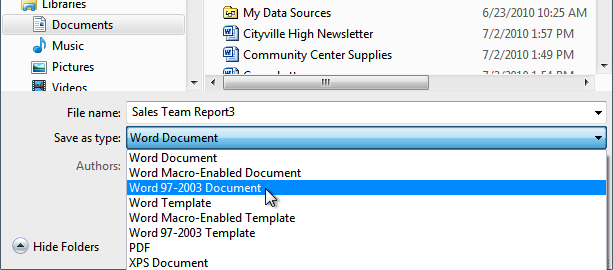 Libraries
Documents
Music
Pictures
Videos
My Data Sources 6/23/2010 10:25 AM
Cityville High Newsletter 7/2/2010 1:57 PM
Community Center Supplies 7/2/2010 1:49 PM
7/2/2010 1:54 PM
File name: Sales Team Report3
Save as type: Word Document
Authors:
Word Document
Word Macro-Enabled Document
Word 97-2003 Document
Word Template
Word Macro-Enabled Template
Word 97-2003 Template
PDF
XPS Document
Hide Folders